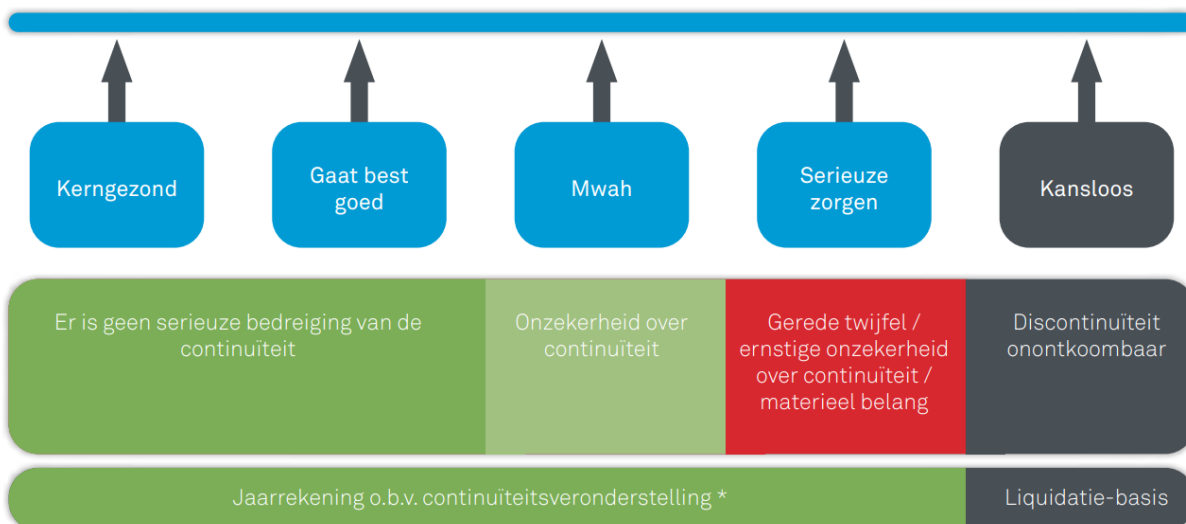 Kerngezond
Gaat best
goed
Mwah
Serieuze
zorgen
Kansloos
Er is geen serieuze bedreiging van de
continuïteit
Onzekerheid over
continuïteit
Gerede twijfel /
ernstige onzekerheid
over continuïteit /
materieel belang
Discontinuïteit
onontkoombaar
Jaarrekening o.b.v. continuïteitsveronderstelling *
Liquidatie-basis